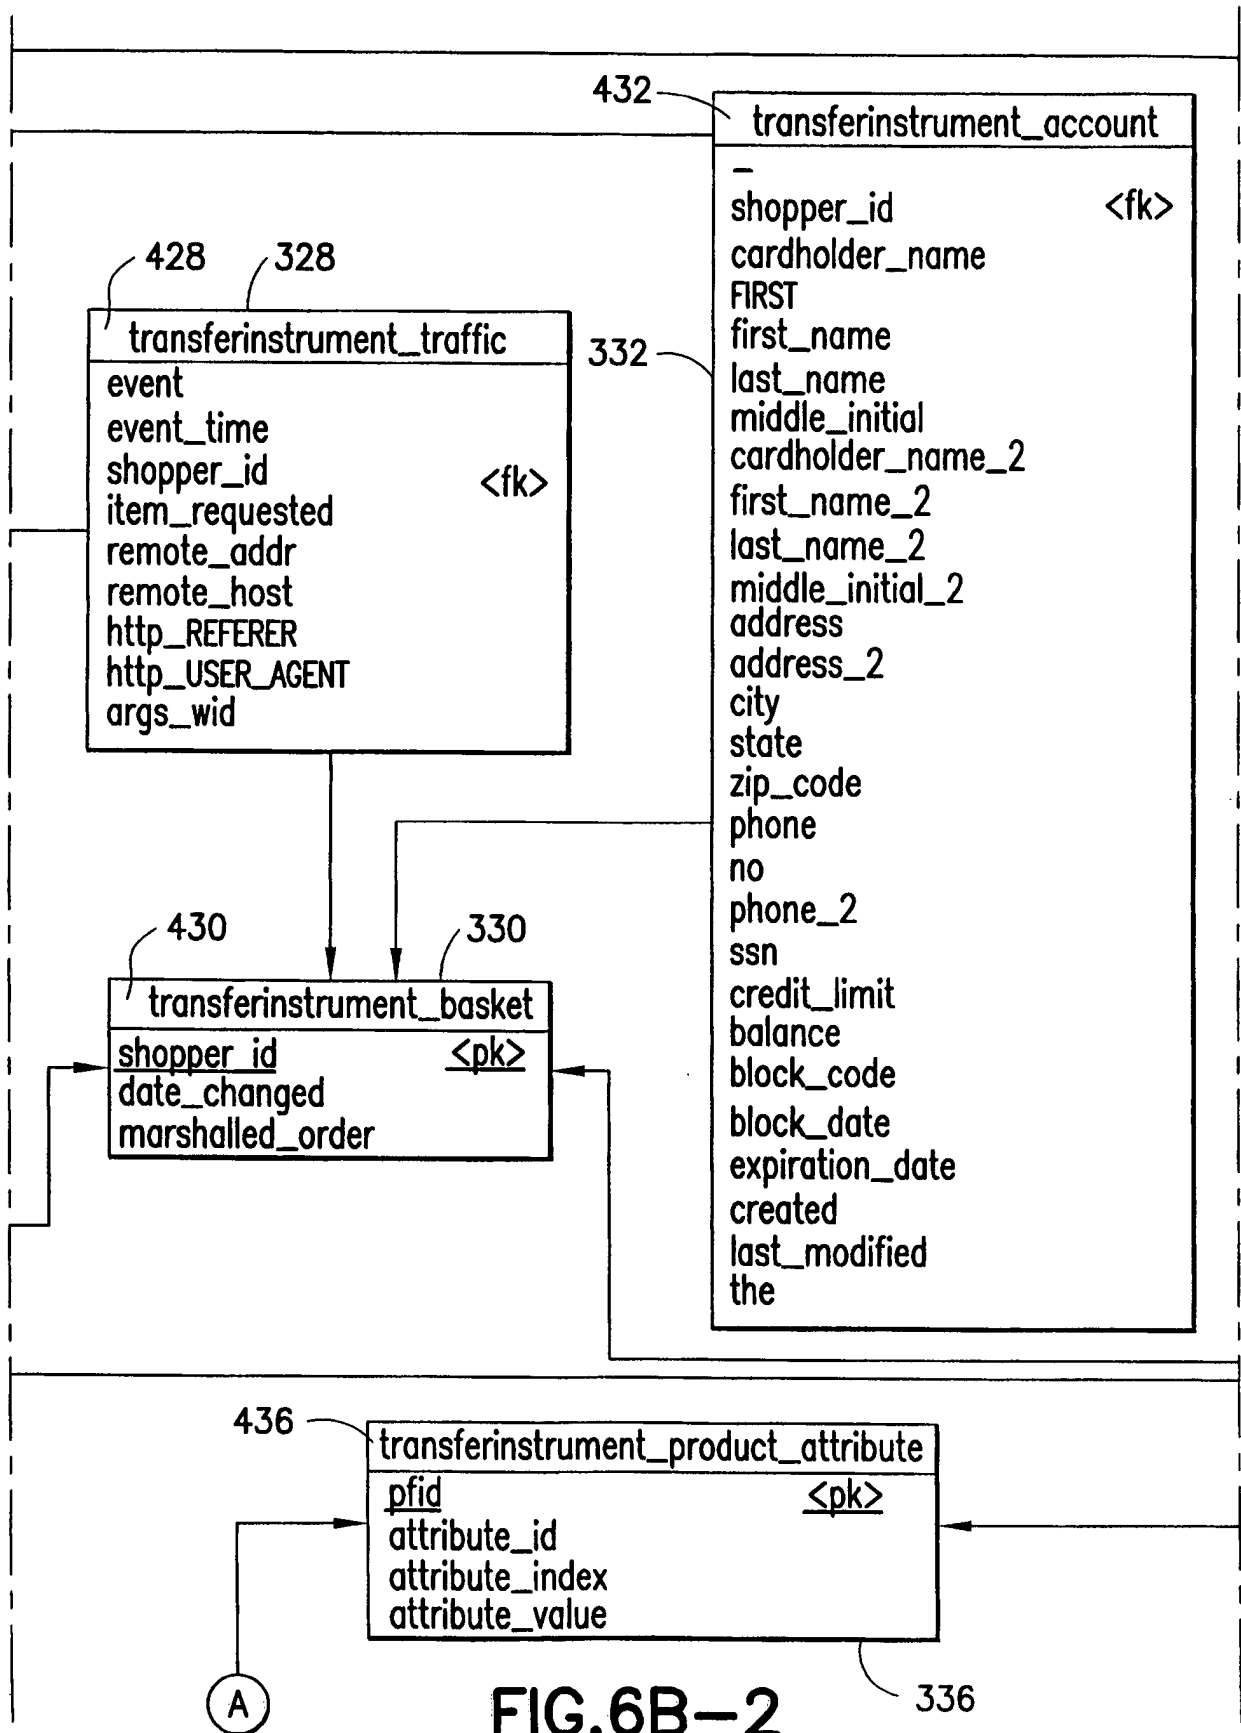 432
transferinstrument_account
–
shopper_id <fk>
cardholder_name
FIRST
first_name
332
last_name
middle_initial
cardholder_name_2
first_name_2
last_name_2
middle_initial_2
address
address_2
city
state
zip_code
phone
no
phone_2
ssn
credit_limit
balance
block_code
block_date
expiration_date
created
last_modified
the
428 328
transferinstrument_traffic
event
event_time
shopper_id <fk>
item_requested
remote_addr
remote_host
http_REFERER
http_USER_AGENT
args_wid
430 330
transferinstrument_basket
shopper_id <pk>
date_changed
marshalled_order
436
transferinstrument_product_attribute
pfid <pk>
attribute_id
attribute_index
attribute_value
336
A
FIG.6B–2